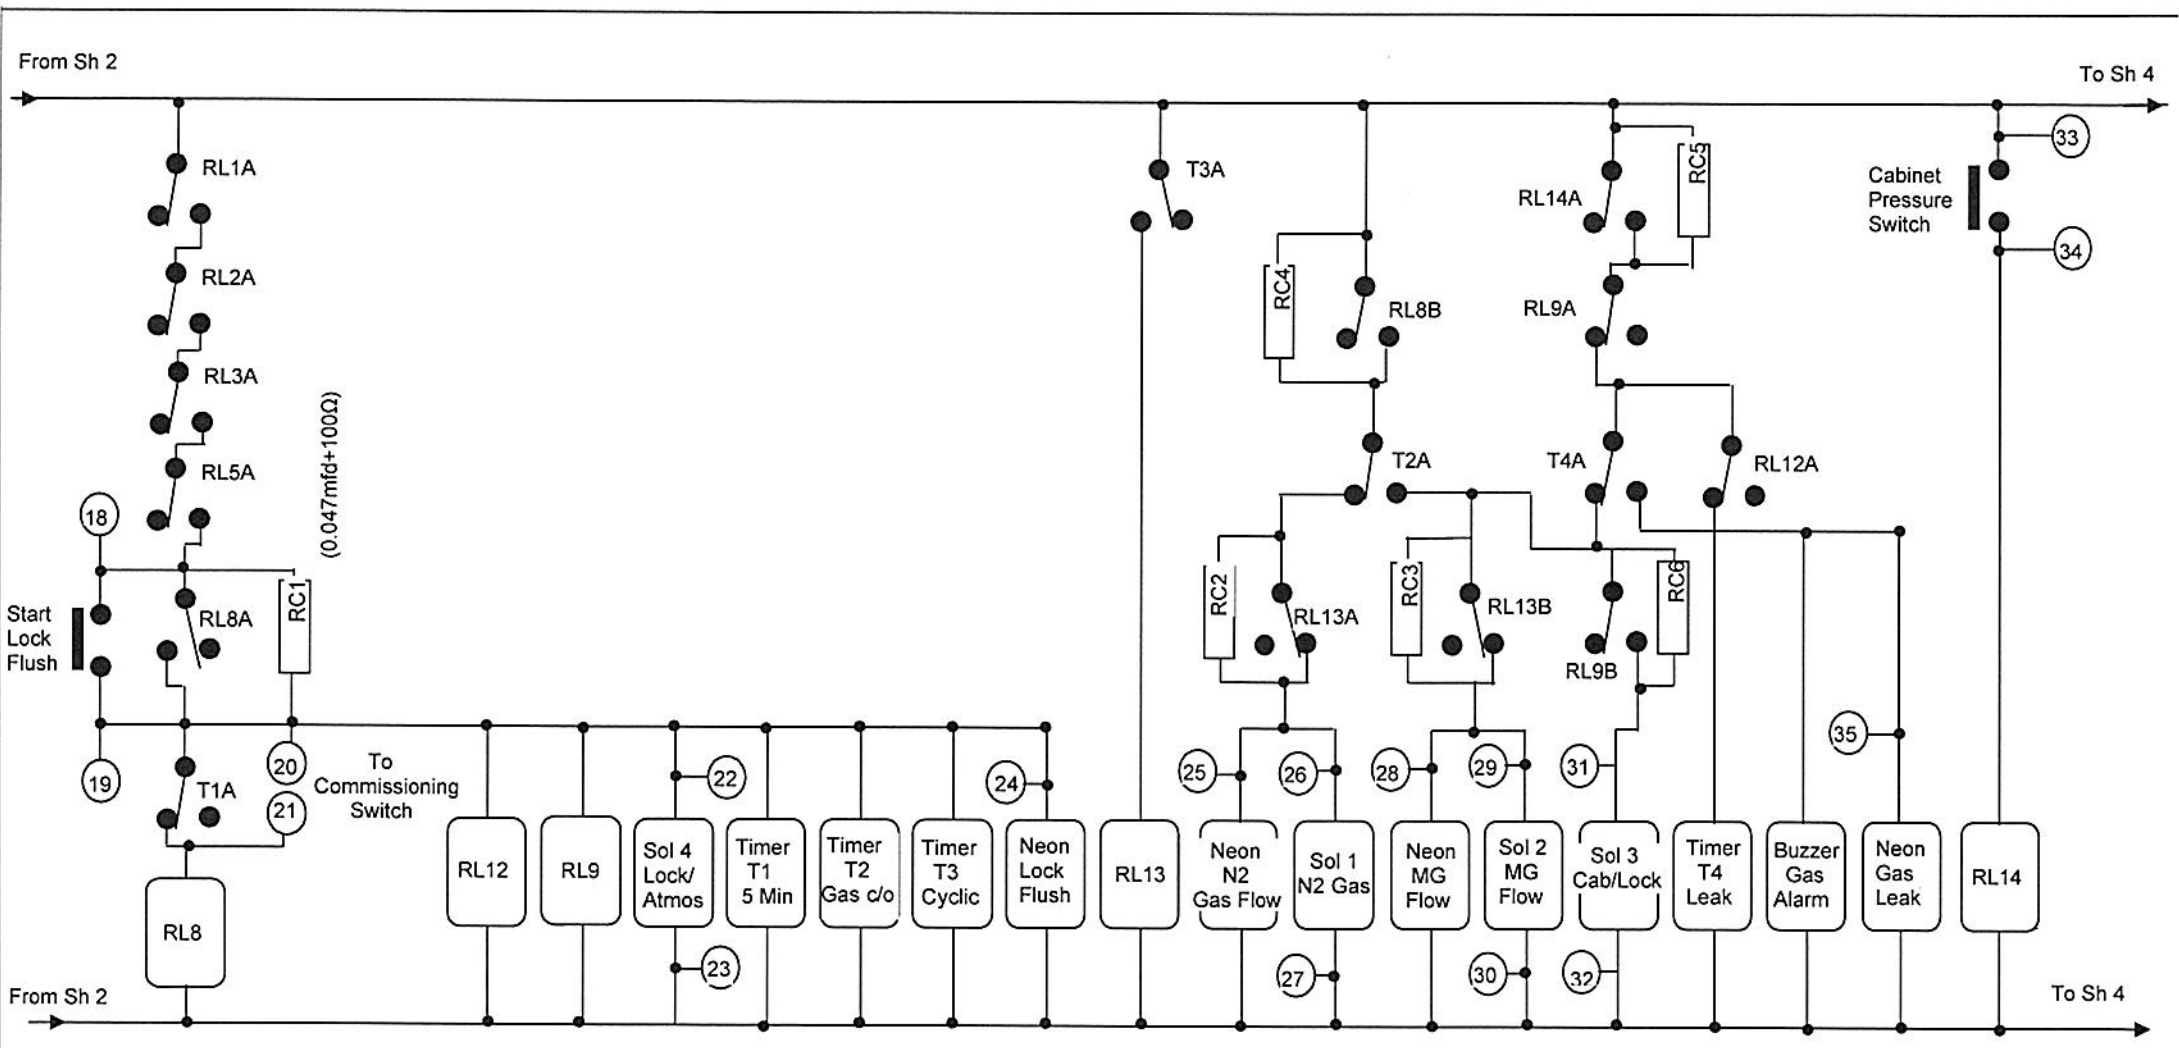 From Sh 2
To Sh 4
RL1A
RL2A
RL3A
RL5A
(0.047mfd+100Ω)
18
Start
Lock
Flush
RL8A
RC1
19
T1A
20
21
To
Commissioning
Switch
T3A
RC4
RL8B
T2A
RC2
RL13A
RC3
RL13B
RL14A
RC5
RL9A
T4A
RL12A
RC6
RL9B
Cabinet
Pressure
Switch
33
34
22
24
25
26
28
29
31
35
RL8
RL12
RL9
Sol 4
Lock/
Atmos
Timer
T1
5 Min
Timer
T2
Gas c/o
Timer
T3
Cyclic
Neon
Lock
Flush
RL13
Neon
N2
Gas Flow
Sol 1
N2 Gas
Neon
MG
Flow
Sol 2
MG
Flow
Sol 3
Cab/Lock
Timer
T4
Leak
Buzzer
Gas
Alarm
Neon
Gas
Leak
RL14
23
27
30
32
From Sh 2
To Sh 4